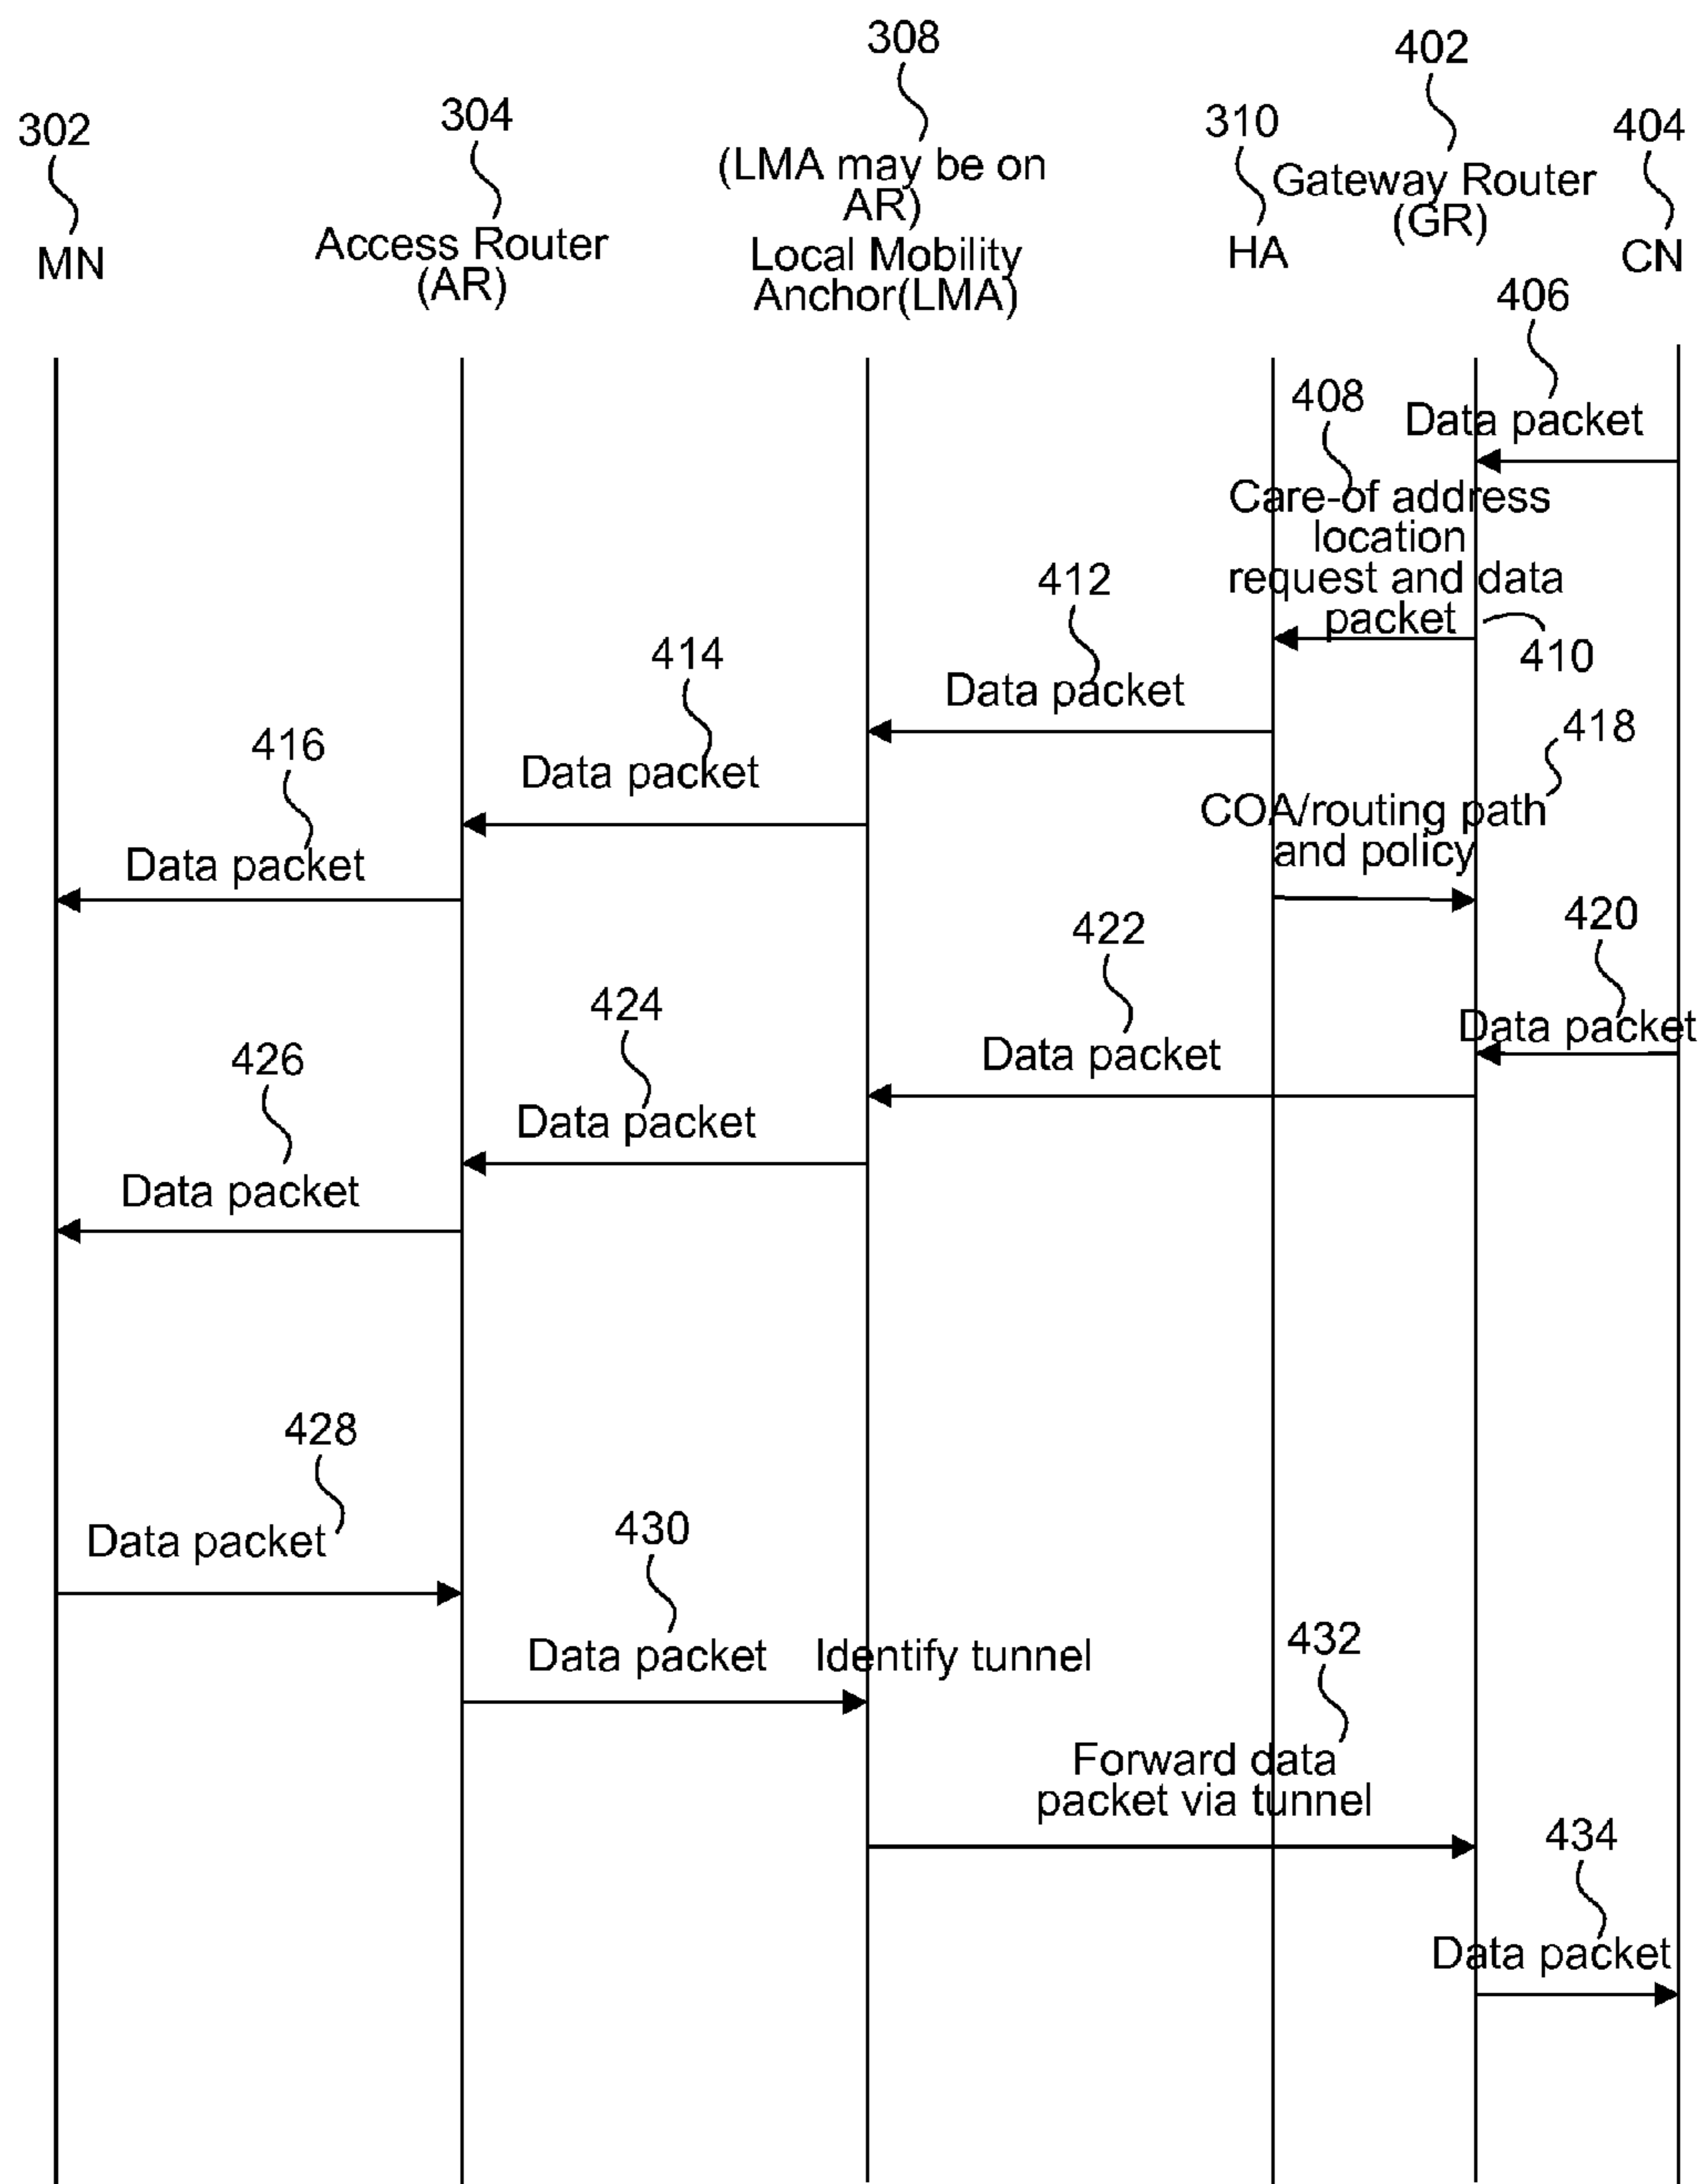 308
402
304
310
302
404
(LMA may be on
AR)
Local Mobility
Anchor(LMA)
Gateway Router
(GR)
Access Router
(AR)
HA
MN
CN
406
Data packet
408
Care-of address
location
request and data
packet
410
412
Data packet
414
Data packet
416
Data packet
418
COA/routing path
and policy
420
Data packet
422
Data packet
424
Data packet
426
Data packet
428
Data packet
430
Data packet
Identify tunnel
432
Forward data
packet via tunnel
434
Data packet